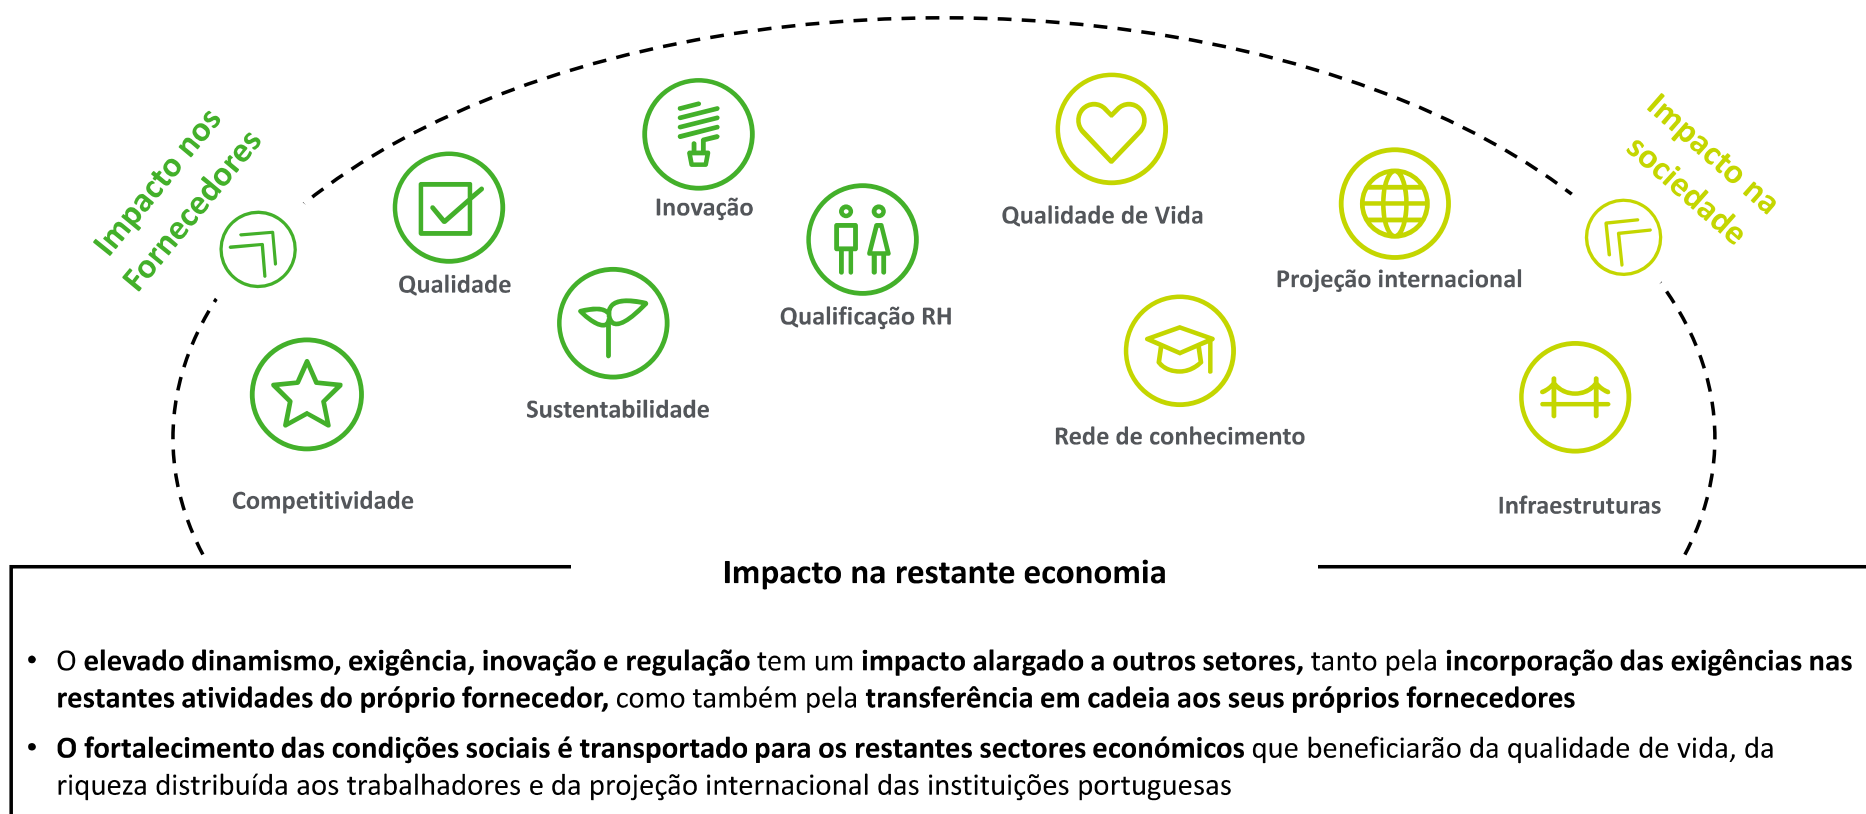 Impacto nos
Fornecedores
Impacto na
sociedade
Inovação
Qualidade de Vida
Qualidade
Projeção internacional
Qualificação RH
Sustentabilidade
Rede de conhecimento
Competitividade
Infraestruturas
Impacto na restante economia
• O elevado dinamismo, exigência, inovação e regulação tem um impacto alargado a outros setores, tanto pela incorporação das exigências nas
restantes atividades do próprio fornecedor, como também pela transferência em cadeia aos seus próprios fornecedores
• O fortalecimento das condições sociais é transportado para os restantes sectores económicos que beneficiarão da qualidade de vida, da
riqueza distribuída aos trabalhadores e da projeção internacional das instituições portuguesas